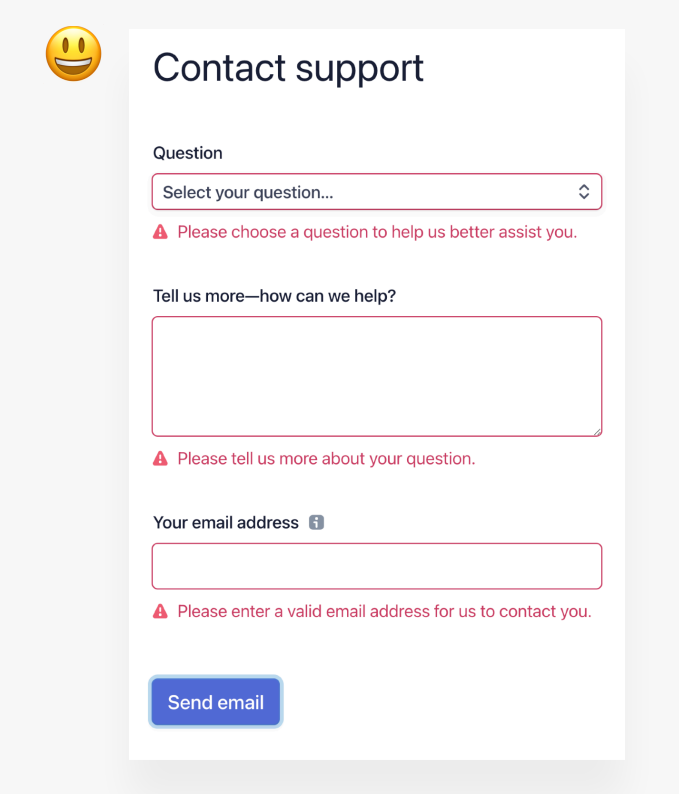 Contact support
Question
Select your question...
Please choose a question to help us better assist you.
Tell us more—how can we help?
Please tell us more about your question.
Your email address
Please enter a valid email address for us to contact you.
Send email